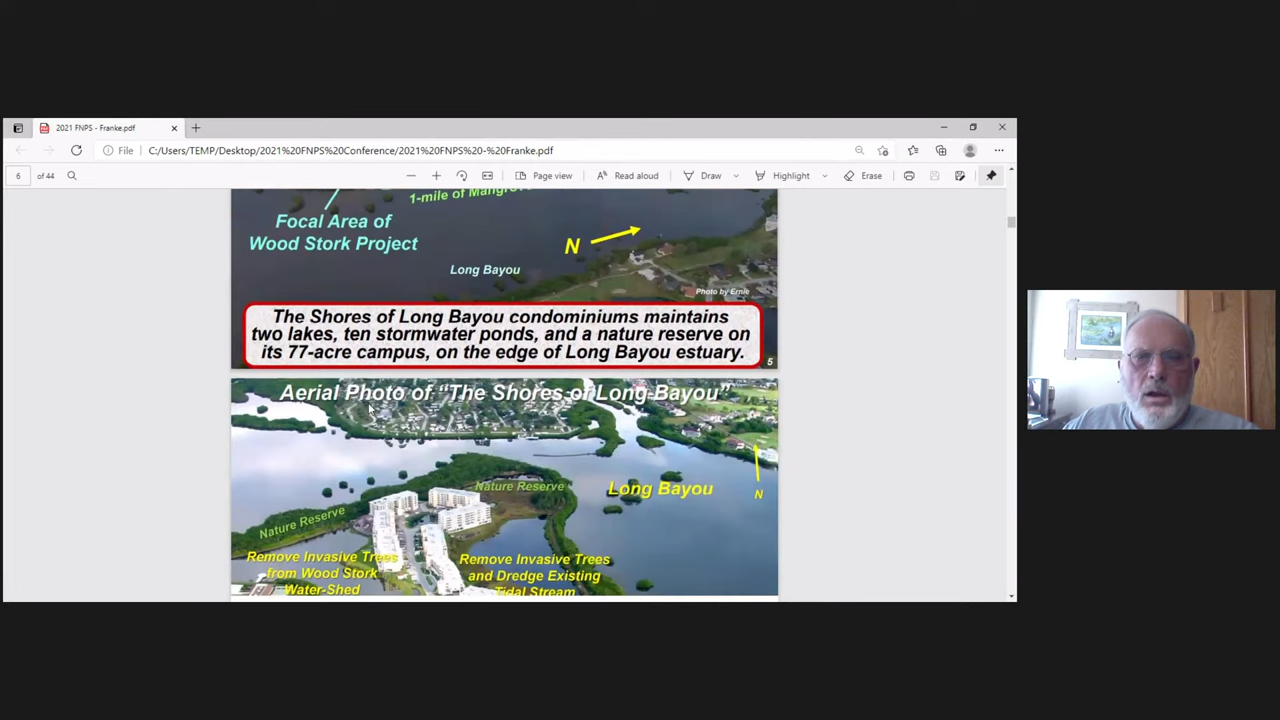 2021 FNPS - Franke.pdf
File
C:/Users/TEMP/Desktop/2021%20FNPS%20Conference/2021%20FNPS%20-%20Franke.pdf
6 of 44
Page view
Read aloud
Draw
Highlight
Erase
1-mile of
Focal Area of
Wood Stork Project
N
Long Bayou
Photo by Ernie
The Shores of Long Bayou condominiums maintains
two lakes, ten stormwater ponds, and a nature reserve on
its 77-acre campus, on the edge of Long Bayou estuary.
5
Aerial Photo of "The Shores of Long Bayou"
Nature Reserve
Long Bayou
N
Nature Reserve
Remove Invasive Trees
from Wood Stork
Water-Shed
Remove Invasive Trees
and Dredge Existing
Tidal Stream